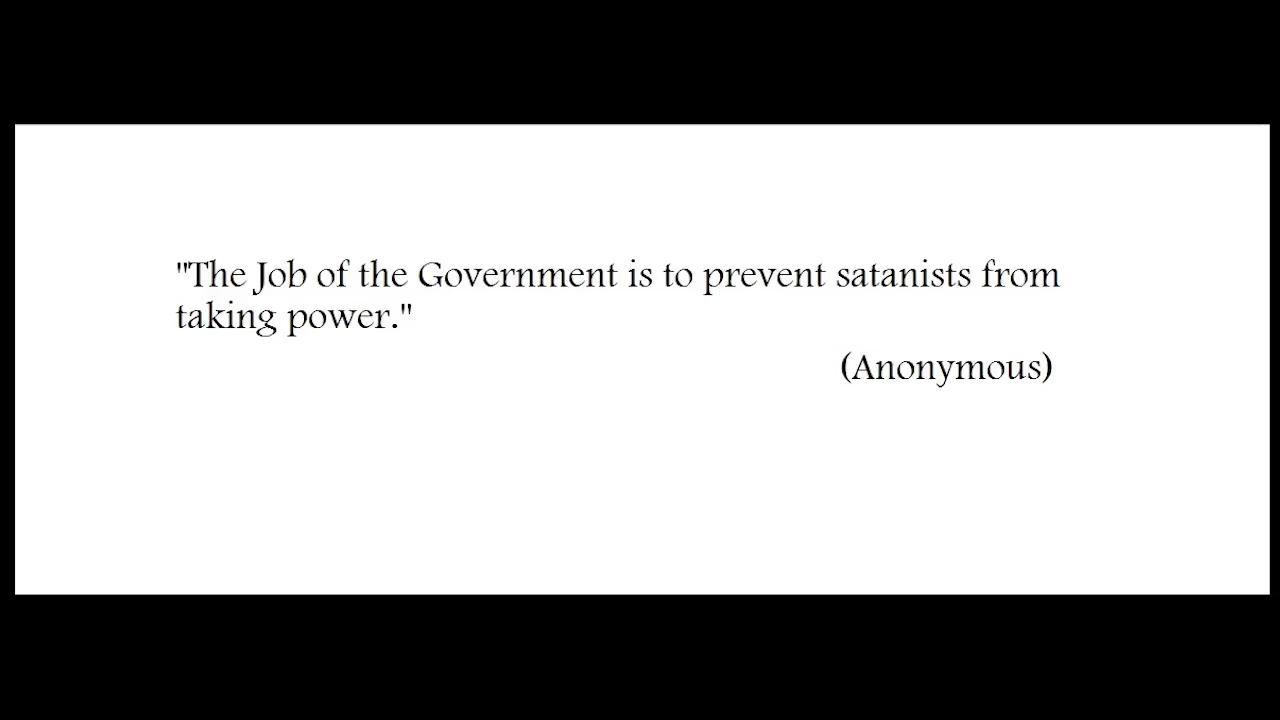 "The Job of the Government is to prevent satanists from
taking power."
(Anonymous)